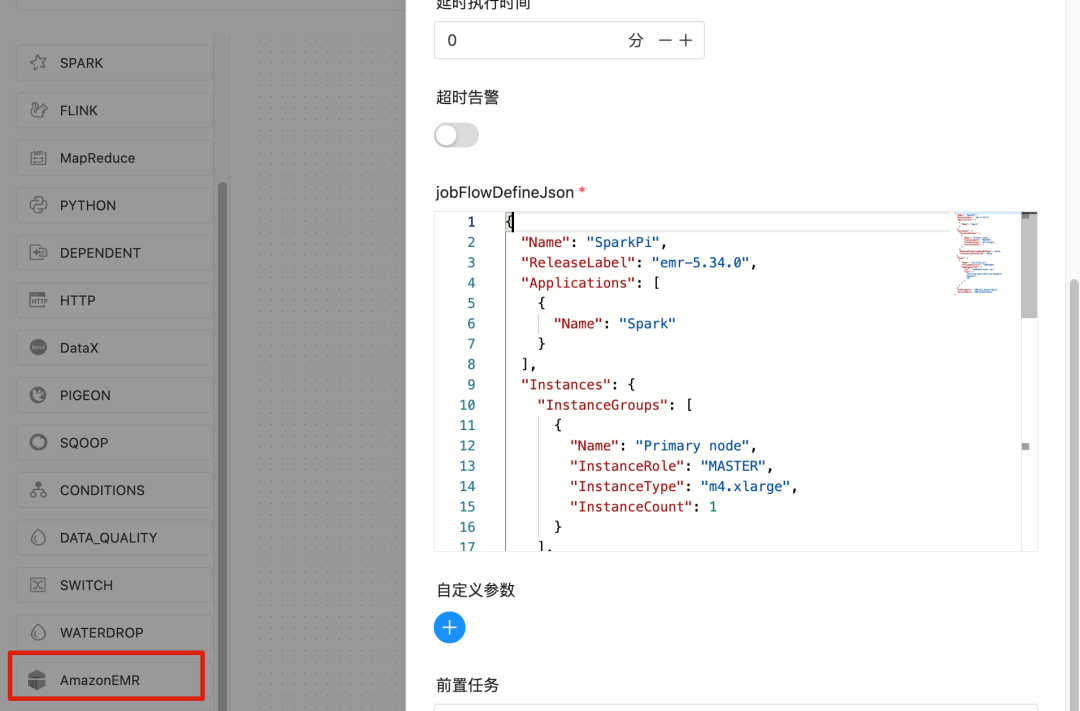 SPARK
FLINK
MapReduce
PYTHON
DEPENDENT
HTTP
DataX
PIGEON
SQOOP
CONDITIONS
DATA_QUALITY
SWITCH
WATERDROP
AmazonEMR
延时执行时间
0 分
超时告警
jobFlowDefineJson *
1 {
2 "Name": "SparkPi",
3 "ReleaseLabel": "emr-5.34.0",
4 "Applications": [
5 {
6 "Name": "Spark"
7 }
8 ],
9 "Instances": {
10 "InstanceGroups": [
11 {
12 "Name": "Primary node",
13 "InstanceRole": "MASTER",
14 "InstanceType": "m4.xlarge",
15 "InstanceCount": 1
16 }
17 ],
自定义参数
前置任务